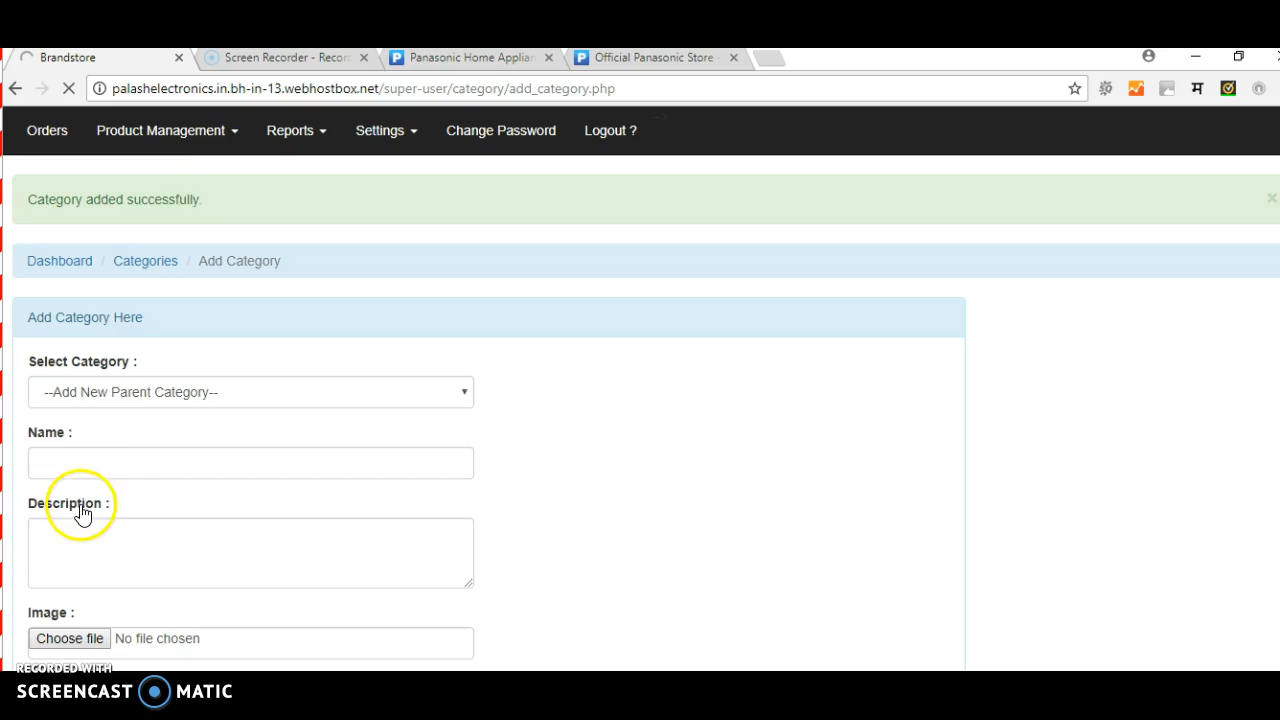 Brandstore
Screen Recorder - Recor
P Panasonic Home Applian
P Official Panasonic Store -
palashelectronics.in.bh-in-13.webhostbox.net/super-user/category/add_category.php
म
Orders Product Management Reports Settings Change Password Logout ?
Category added successfully. ×
Dashboard / Categories / Add Category
Add Category Here
Select Category :
--Add New Parent Category--
Name :
Description :
Image :
Choose file No file chosen
RECORDED WITH
SCREENCAST MATIC